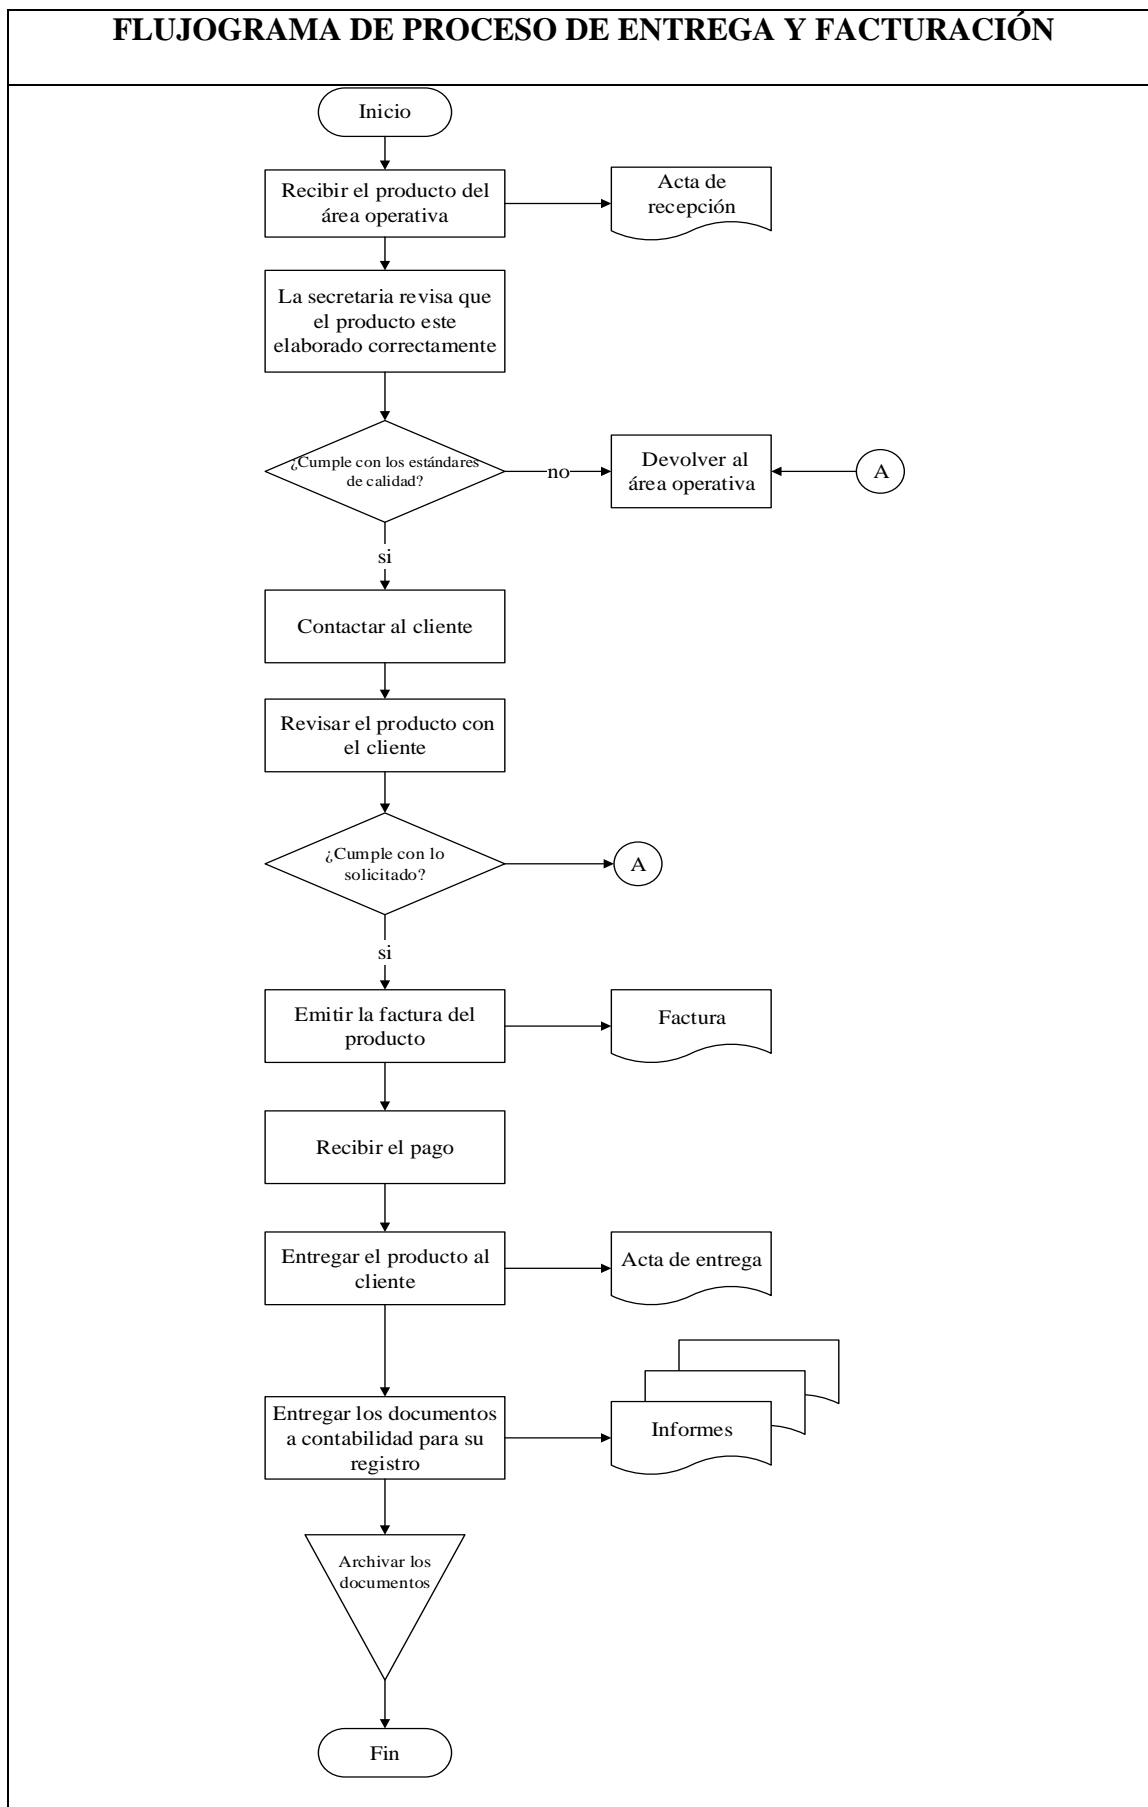 FLUJOGRAMA DE PROCESO DE ENTREGA Y FACTURACIÓN
Inicio
Recibir el producto del
área operativa
Acta de
recepción
La secretaria revisa que
el producto este
elaborado correctamente
¿Cumple con los estándares
de calidad?
no
Devolver al
área operativa
A
si
Contactar al cliente
Revisar el producto con
el cliente
¿Cumple con lo
solicitado?
A
si
Emitir la factura del
producto
Factura
Recibir el pago
Entregar el producto al
cliente
Acta de entrega
Entregar los documentos
a contabilidad para su
registro
Informes
Archivar los
documentos
Fin